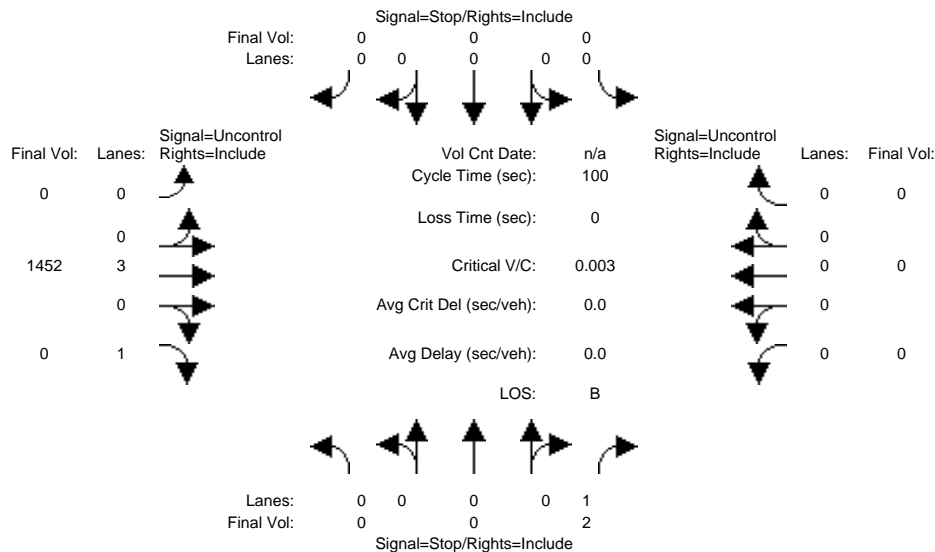 Signal=Stop/Rights=Include
Final Vol: 0 0 0
Lanes: 0 0 0 0 0
Signal=Uncontrol
Final Vol: Lanes: Rights=Include
Vol Cnt Date: n/a
Signal=Uncontrol
Rights=Include Lanes: Final Vol:
Cycle Time (sec): 100
0 0
0 0
Loss Time (sec): 0
0
0
1452 3
Critical V/C: 0.003
0 0
0
Avg Crit Del (sec/veh): 0.0
0
0 1
Avg Delay (sec/veh): 0.0
0 0
LOS: B
Lanes: 0 0 0 0 1
Final Vol: 0 0 2
Signal=Stop/Rights=Include